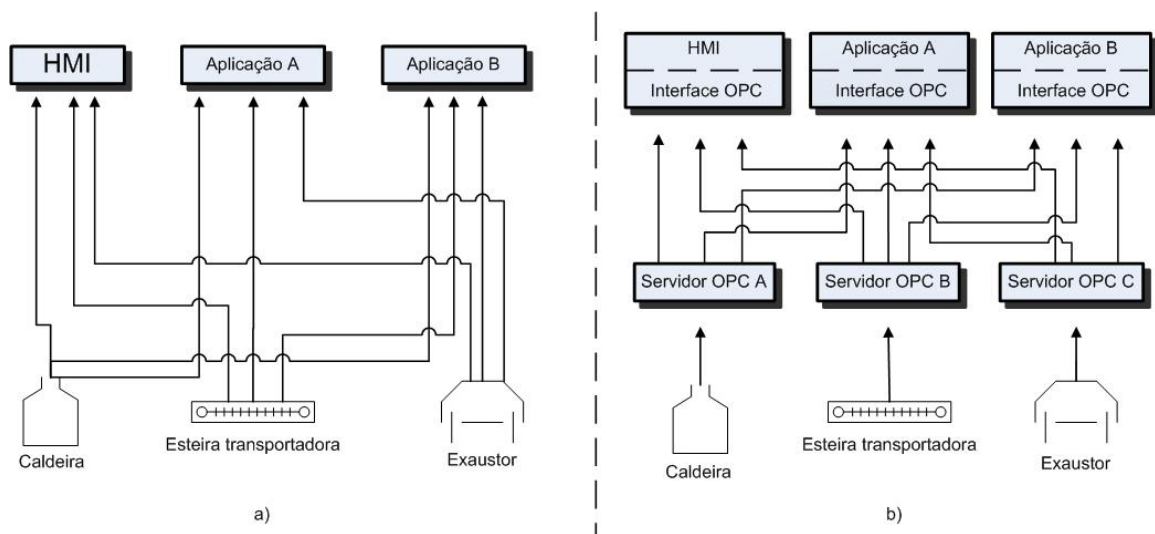 HMI
Aplicação A
Aplicação B
Caldeira
Esteira transportadora
Exaustor
a)
HMI
Interface OPC
Aplicação A
Interface OPC
Aplicação B
Interface OPC
Servidor OPC A
Servidor OPC B
Servidor OPC C
Caldeira
Esteira transportadora
Exaustor
b)